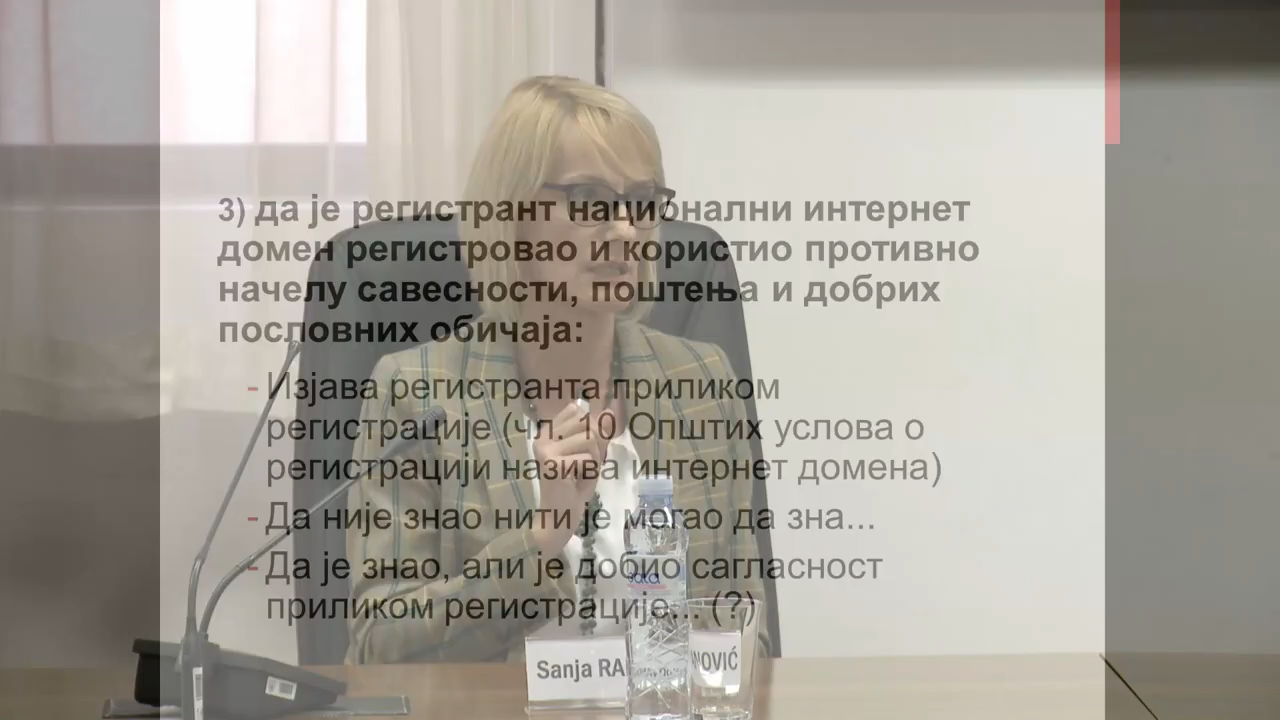 3) да је регистрант национални интернет
домен регистровао и користио противно
начелу савесности, поштења и добрих
пословних обичаја:
- Изјава регистранта приликом
регистрације (чл. 10 Општих услова о
регистрацији назива интернет домена)
- Да није знао нити је могао да зна...
- Да је знао, али је добио сагласност
приликом регистрације... (?)
Sanja RA NOVIĆ